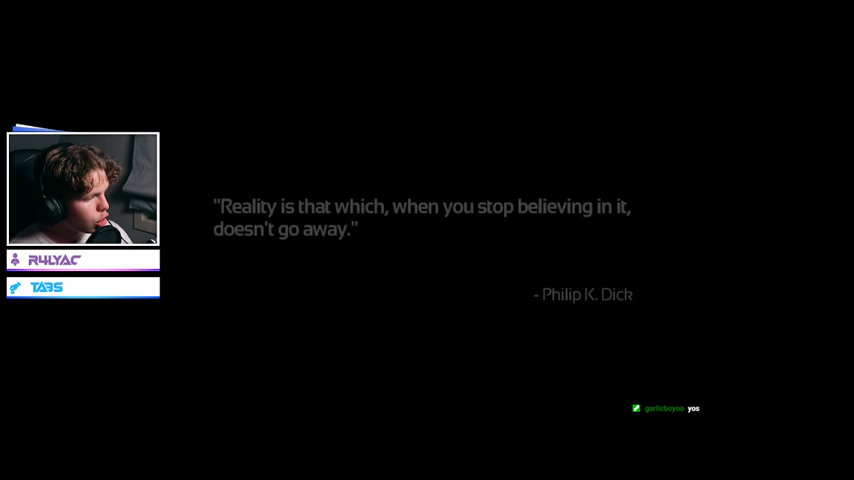 "Reality is that which, when you stop believing in it,
doesn't go away."
- Philip K. Dick
R4LYAC
TABS
garlicboyoo yos